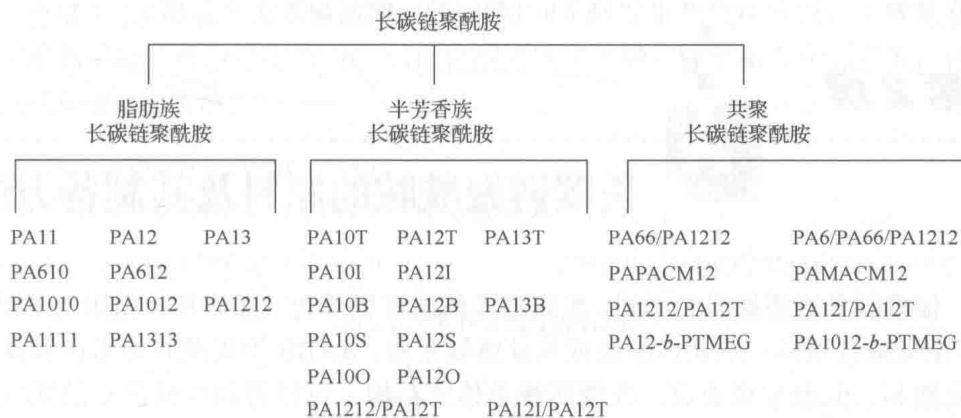 长碳链聚酰胺
脂肪族 半芳香族 共聚
长碳链聚酰胺 长碳链聚酰胺 长碳链聚酰胺
PA11 PA12 PA13 PA10T PA12T PA13T PA66/PA1212 PA6/PA66/PA1212
PA610 PA612 PA10I PA12I PAPACM12 PAMACM12
PA1010 PA1012 PA1212 PA10B PA12B PA13B PA1212/PA12T PA12I/PA12T
PA1111 PA1313 PA10S PA12S PA12-b-PTMEG PA1012-b-PTMEG
PA10O PA12O
PA1212/PA12T PA12I/PA12T